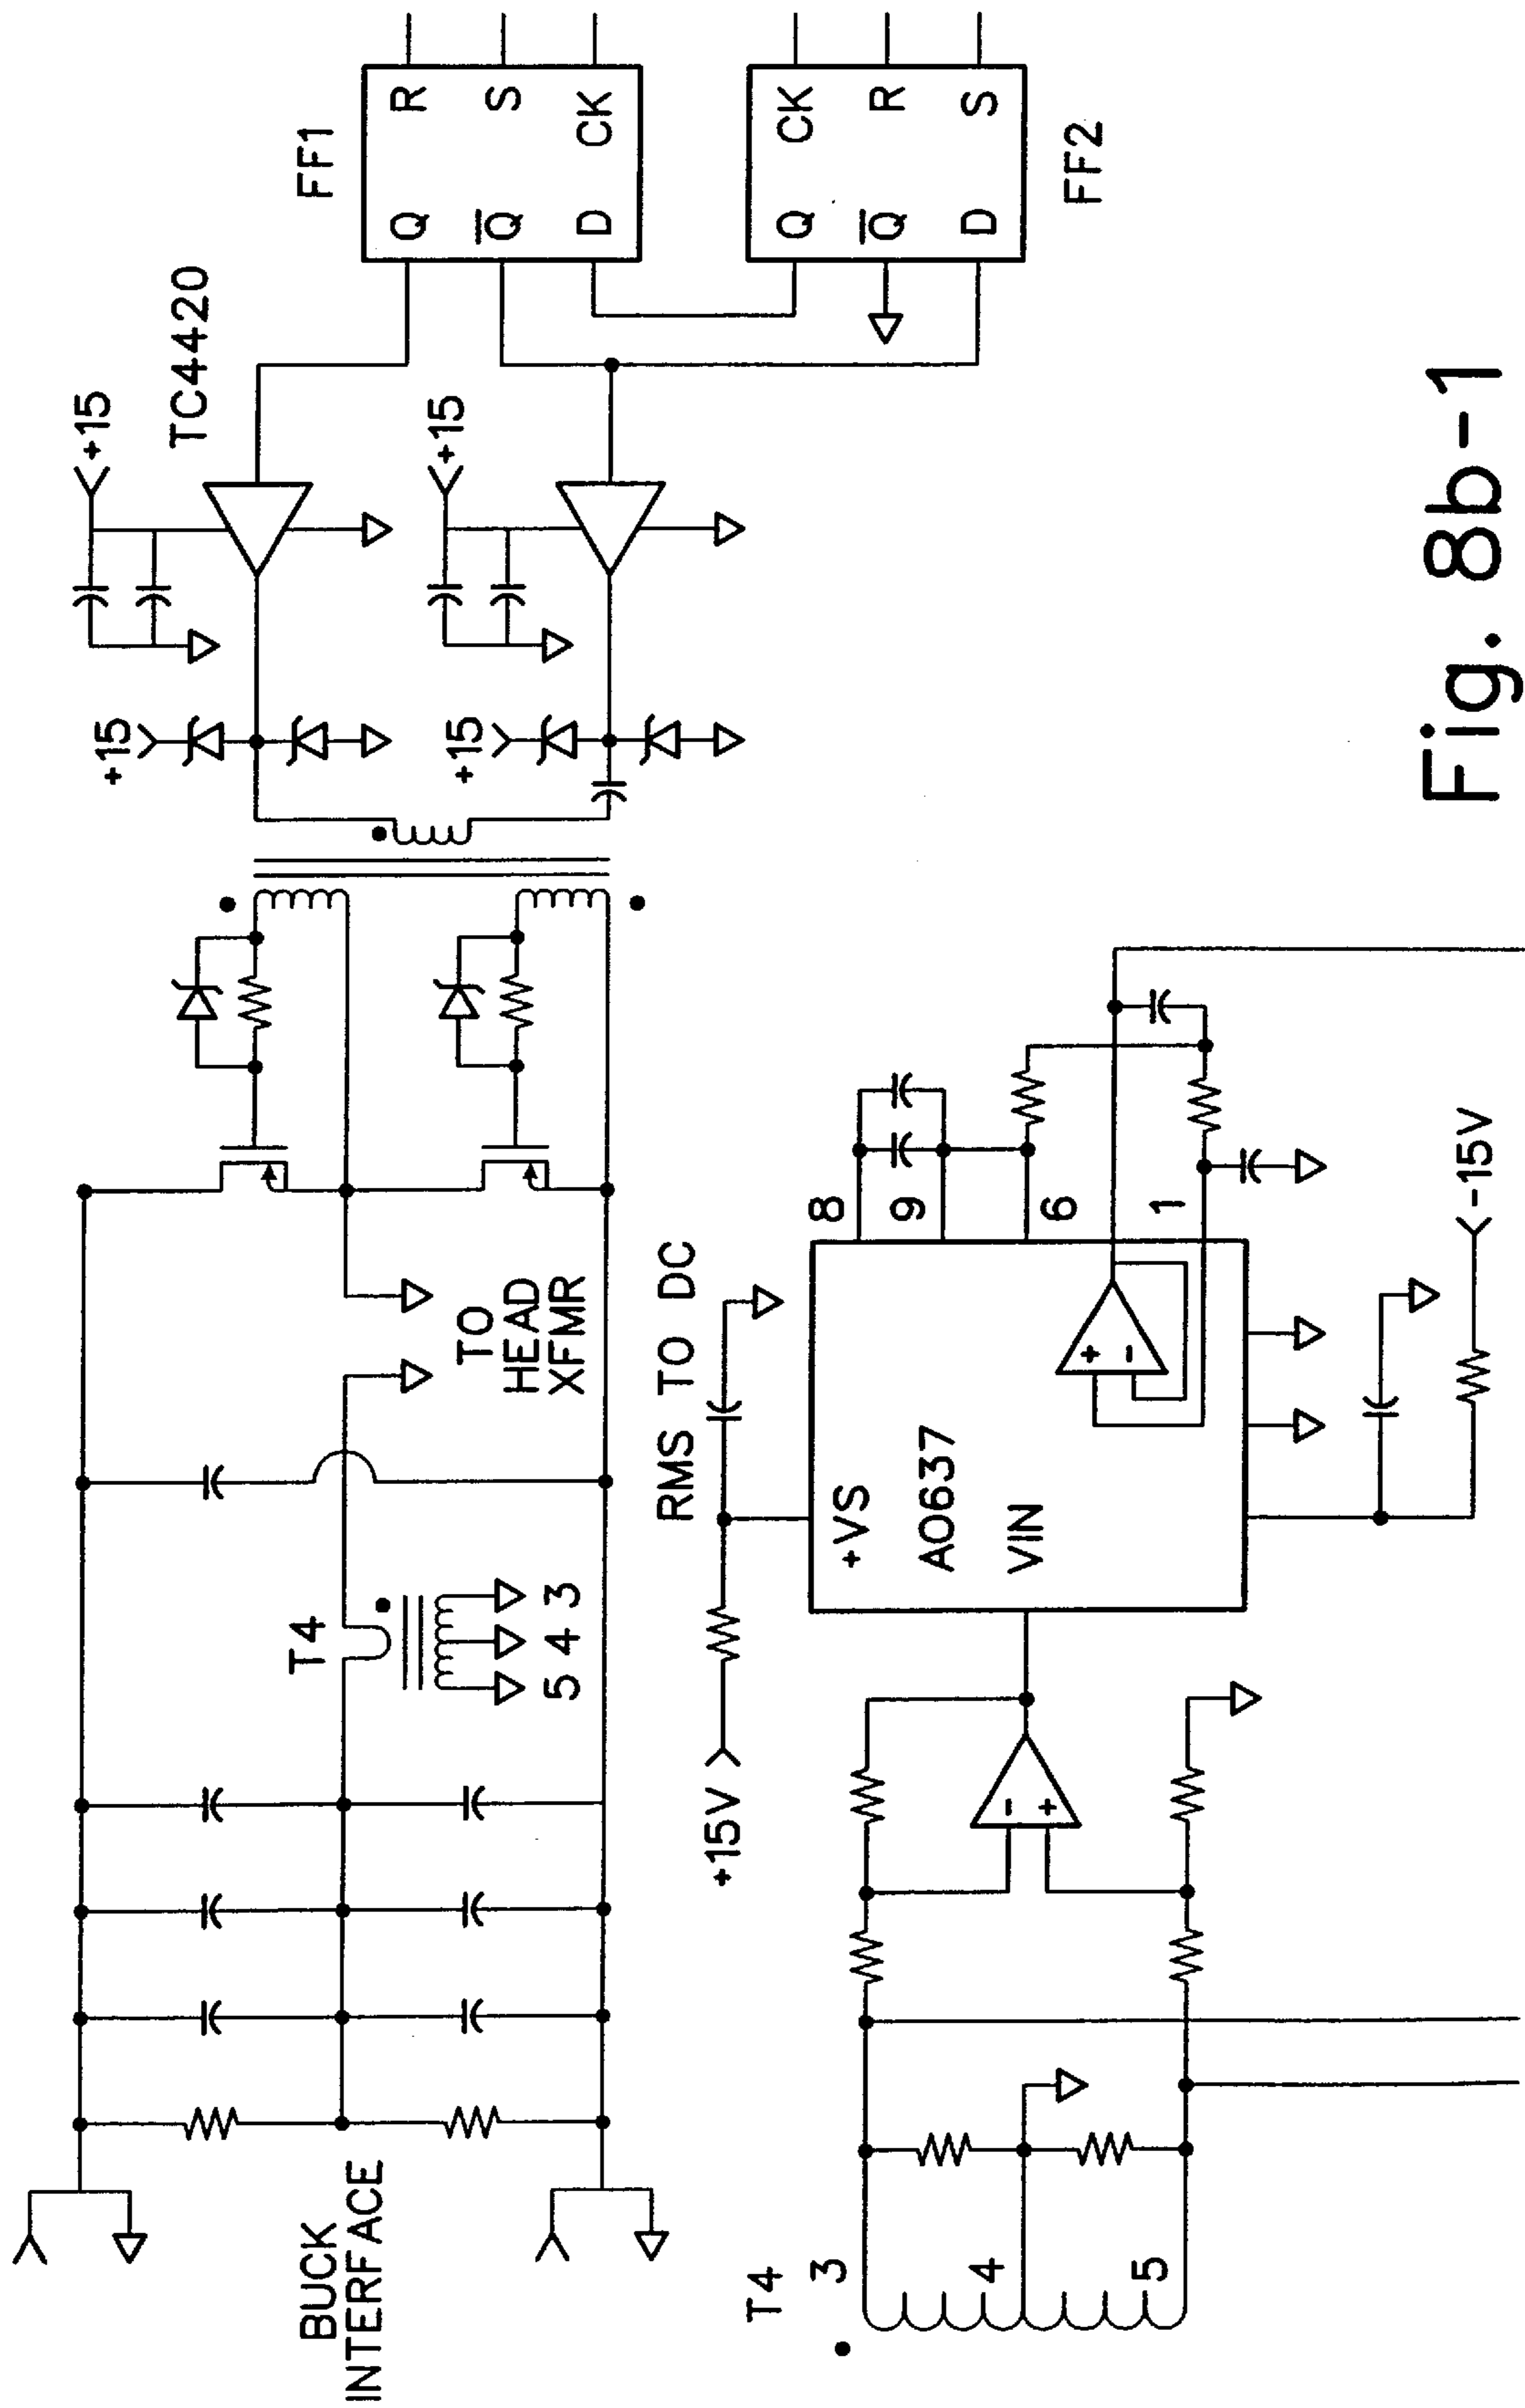 BUCK
INTERFACE
T4
5 4 3
TO
HEAD
XFMR
+15
+15
+15
+15
TC4420
FF1
Q R
Q̅ S
D CK
Q CK
Q̅ R
D S
FF2
T4
3
4
5
- +
+15V
RMS TO DC
+VS
A0637
VIN
+ -
8
9
6
1
-15V
Fig. 8b-1